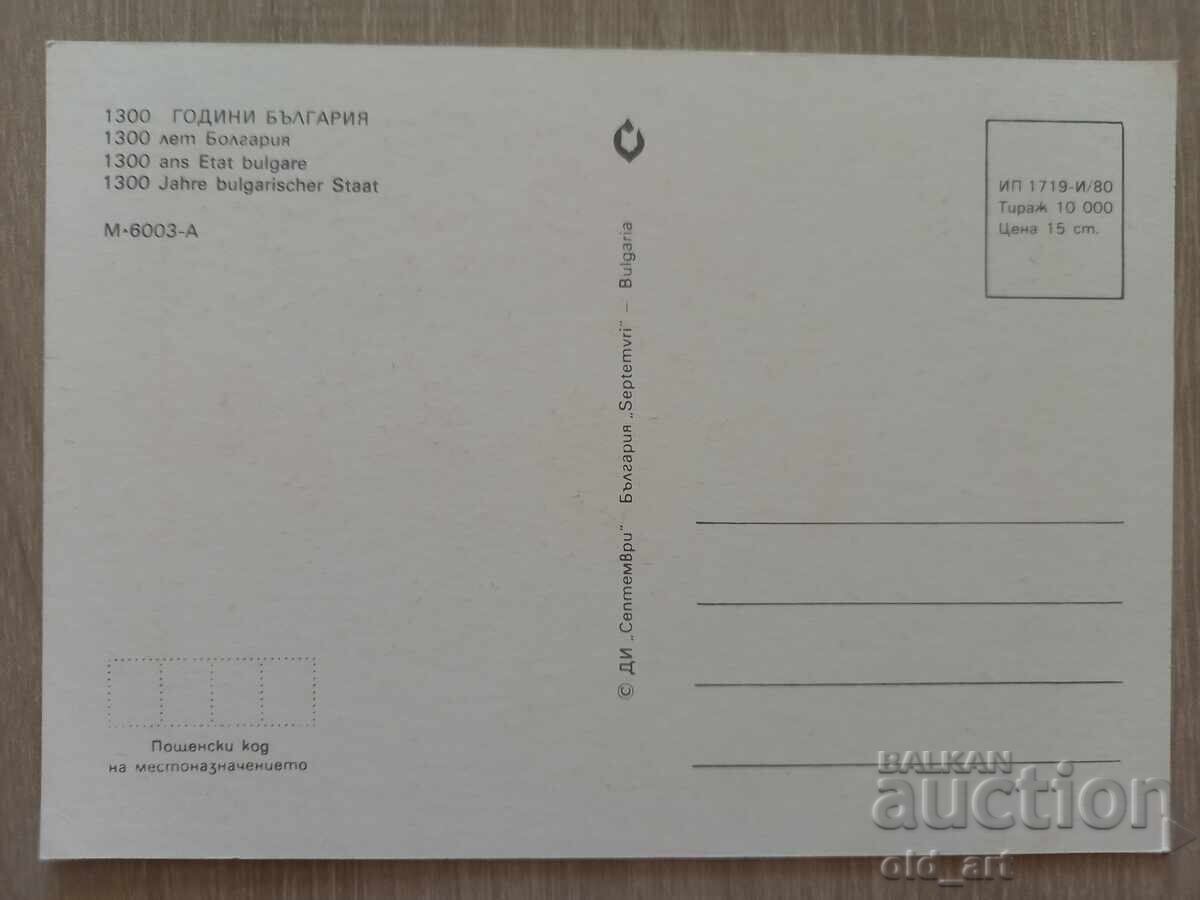 1300 ГОДИНИ БЪЛГАРИЯ
1300 лет Болгария
1300 ans Etat bulgare
1300 Jahre bulgarischer Staat
М·6003-А
© ДИ „Септември" България „Septemvri" – Bulgaria
ИП 1719-И/80
Тираж 10 000
Цена 15 ст.
Пощенски код
на местоназначението
BALKAN
auction
old_art